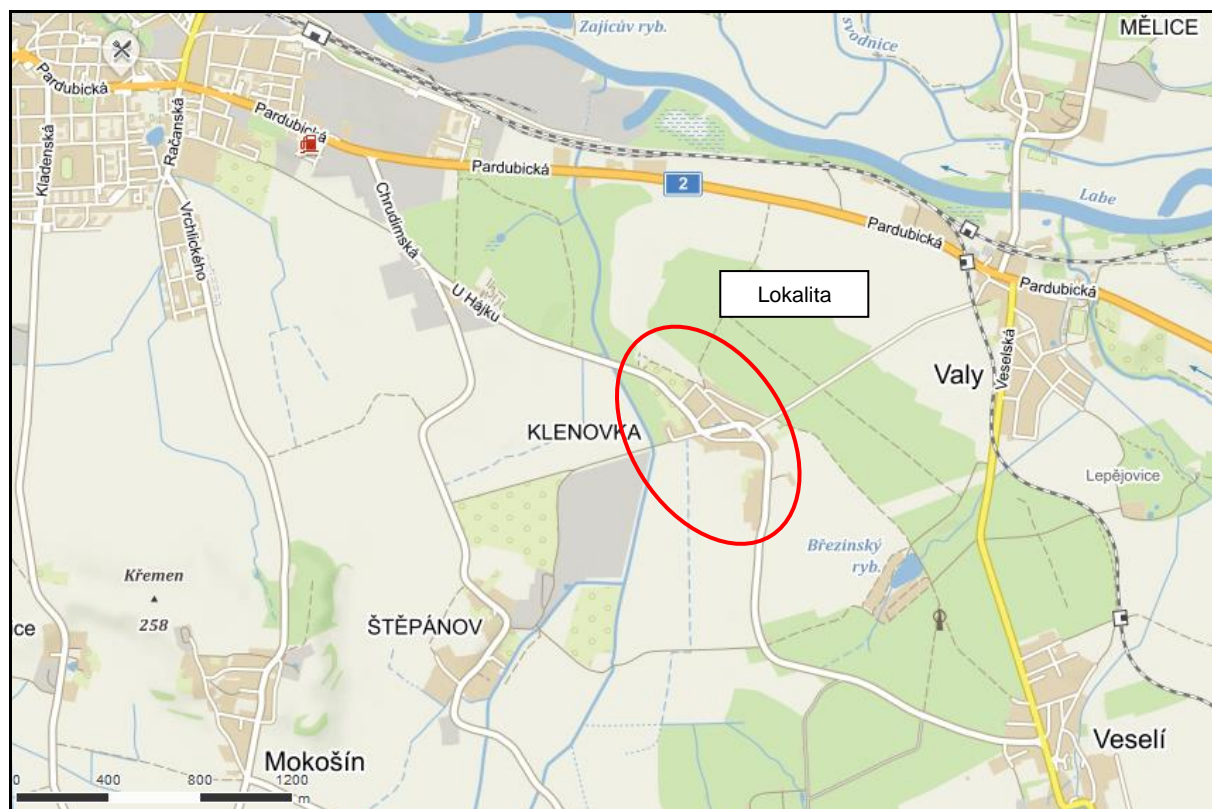 Zajícův ryb.
svodnice
MĚLICE
Pardubická
Račanská
Kladenská
Pardubická
Pardubická
2
Chrudimská
Vrchlického
Labe
Pardubická
Pardubická
Lokalita
U Hájku
Valy
Veselská
KLENOVKA
Lepějovice
Březinský
ryb.
Křemen
258
ce
ŠTĚPÁNOV
Veselí
Mokošín
0 400 800 1200
m